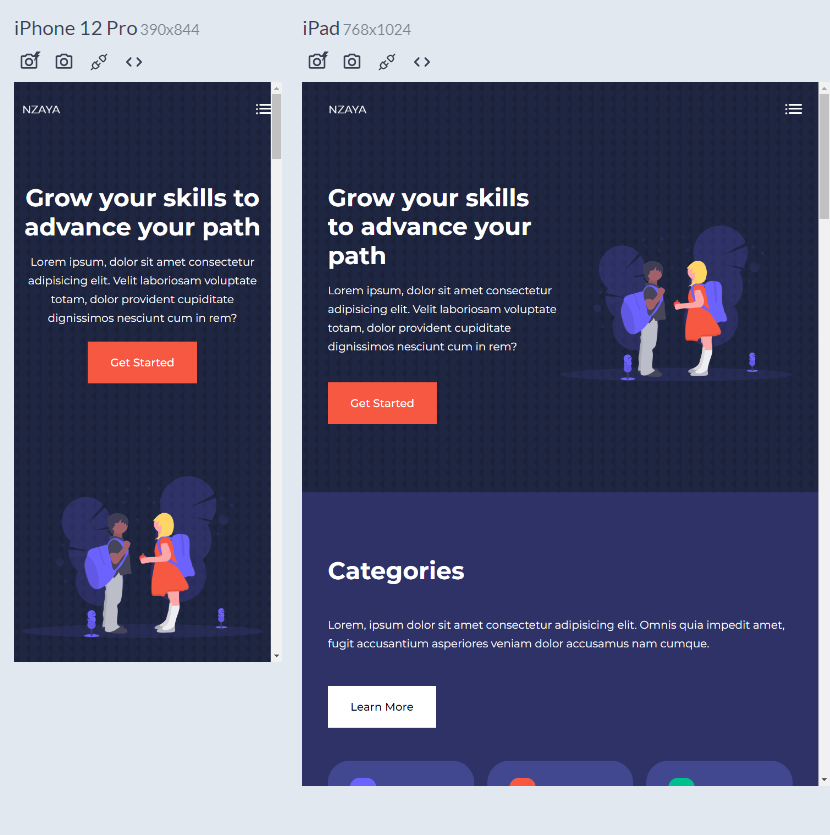 iPhone 12 Pro 390x844
NZAYA
Grow your skills to
advance your path
Lorem ipsum, dolor sit amet consectetur
adipisicing elit. Velit laboriosam voluptate
totam, dolor provident cupiditate
dignissimos nesciunt cum in rem?
Get Started
iPad 768x1024
NZAYA
Grow your skills
to advance your
path
Lorem ipsum, dolor sit amet consectetur
adipisicing elit. Velit laboriosam voluptate
totam, dolor provident cupiditate
dignissimos nesciunt cum in rem?
Get Started
Categories
Lorem, ipsum dolor sit amet consectetur adipisicing elit. Omnis quia impedit amet,
fugit accusantium asperiores veniam dolor accusamus nam cumque.
Learn More